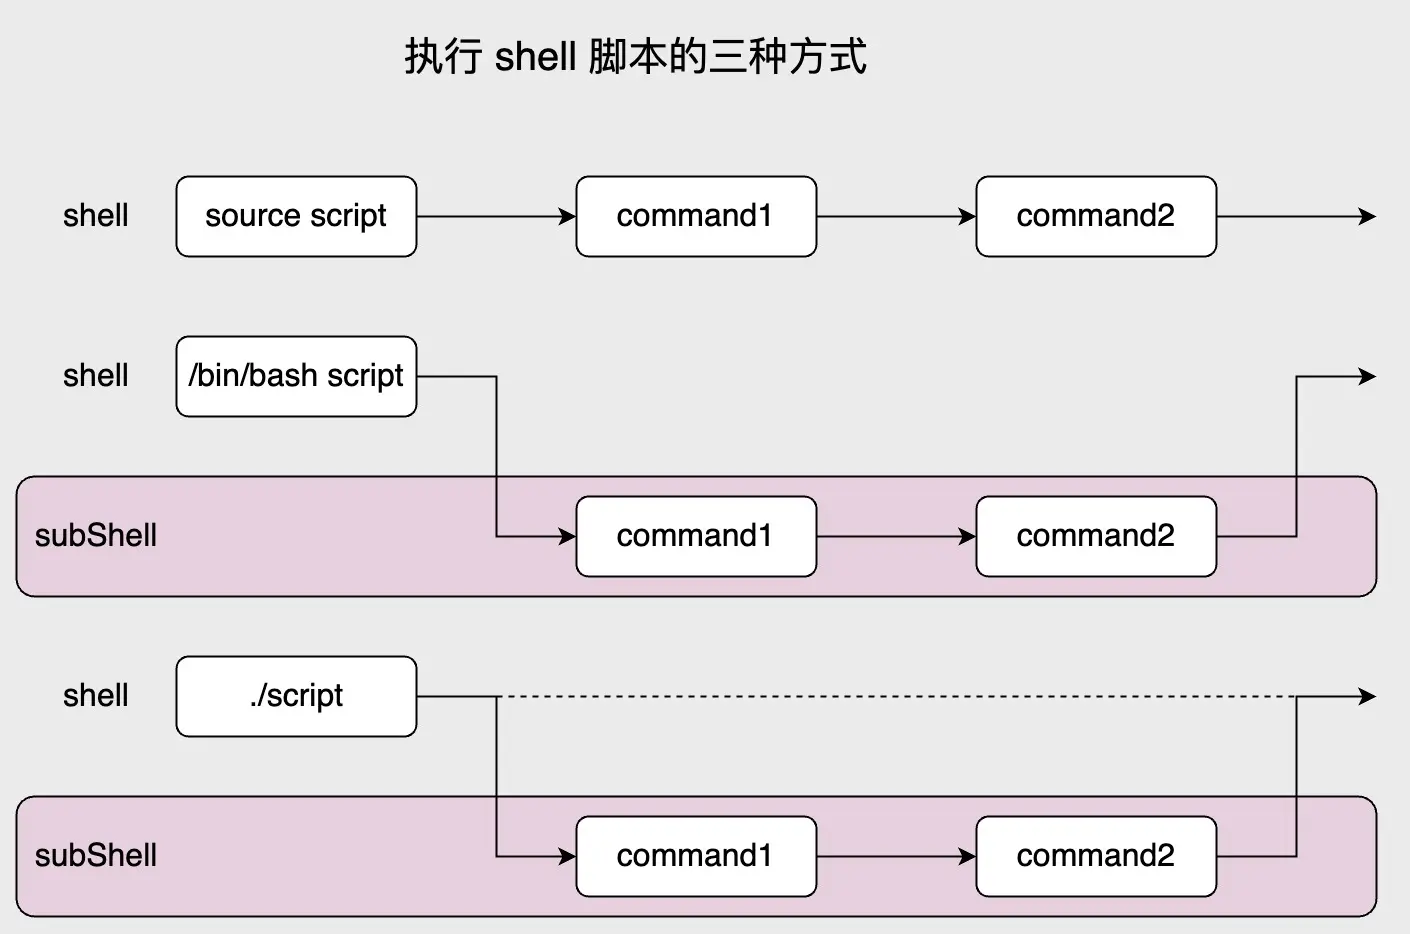 执行 shell 脚本的三种方式
shell
source script
command1
command2
shell
/bin/bash script
subShell
command1
command2
shell
./script
subShell
command1
command2